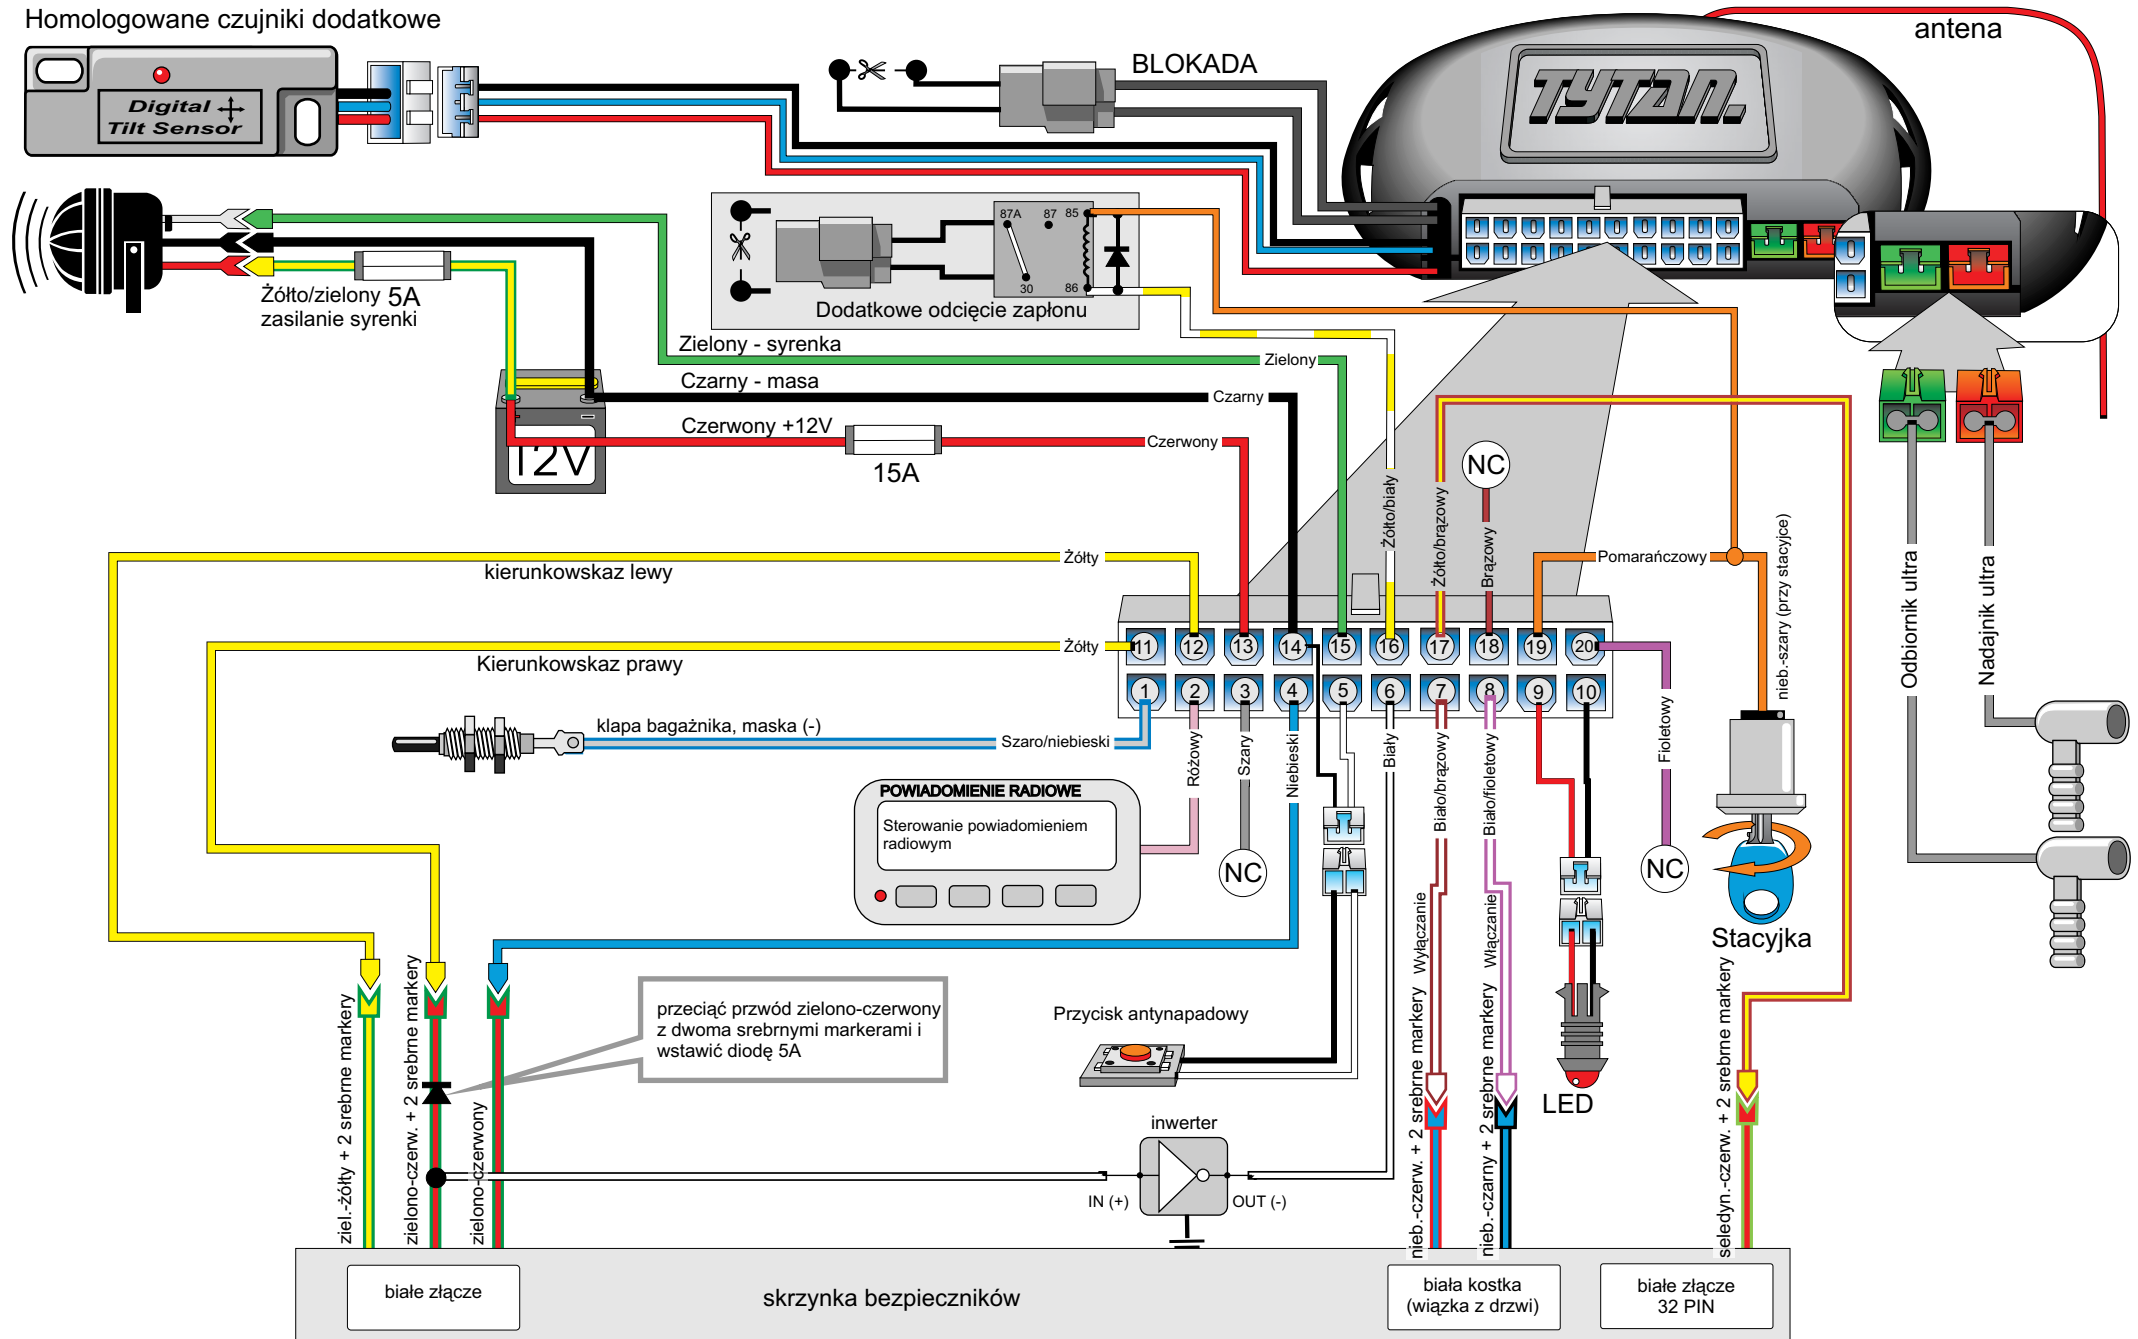 Homologowane czujniki dodatkowe
Digital
Tilt Sensor
BLOKADA
TYTAN.
antena
87A
87
85
30
86
Dodatkowe odcięcie zapłonu
Żółto/zielony 5A
zasilanie syrenki
Zielony - syrenka
Zielony
Czarny - masa
Czarny
Czerwony +12V
Czerwony
15A
12V
Żółto/biały
Żółto/brązowy
NC
Brązowy
Pomarańczowy
nieb.-szary (przy stacyjce)
Odbiornik ultra
Nadajnik ultra
kierunkowskaz lewy
Żółty
Kierunkowskaz prawy
Żółty
11 12 13 14 15 16 17 18 19 20
1 2 3 4 5 6 7 8 9 10
klapa bagażnika, maska (-)
Szaro/niebieski
Różowy
Szary
NC
Niebieski
Biały
Biało/brązowy
Biało/fioletowy
Fioletowy
NC
POWIADOMIENIE RADIOWE
Sterowanie powiadomieniem
radiowym
Stacyjka
Wyłączanie
Włączanie
przeciąć przwód zielono-czerwony
z dwoma srebrnymi markerami i
wstawić diodę 5A
Przycisk antynapadowy
LED
inwerter
IN (+)
OUT (-)
ziel.-żółty + 2 srebrne markery
zielono-czerw. + 2 srebrne markery
zielono-czerwony
nieb.-czerw. + 2 srebrne markery
nieb.-czarny + 2 srebrne markery
seledyn.-czerw. + 2 srebrne markery
białe złącze
skrzynka bezpieczników
biała kostka
(wiązka z drzwi)
białe złącze
32 PIN